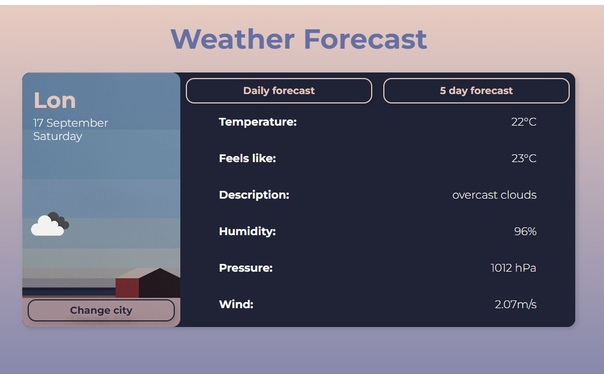 Weather Forecast
Lon
17 September
Saturday
Change city
Daily forecast
5 day forecast
Temperature: 22°C
Feels like: 23°C
Description: overcast clouds
Humidity: 96%
Pressure: 1012 hPa
Wind: 2.07m/s